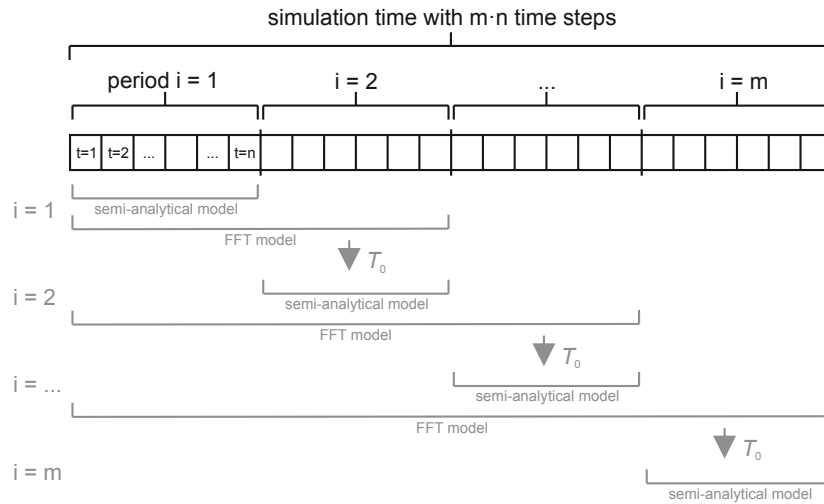 simulation time with m·n time steps
period i = 1 i = 2 ... i = m
t=1 t=2 ... ... t=n
i = 1
semi-analytical model
FFT model
T₀
i = 2
semi-analytical model
FFT model
T₀
i = ...
semi-analytical model
FFT model
T₀
i = m
semi-analytical model